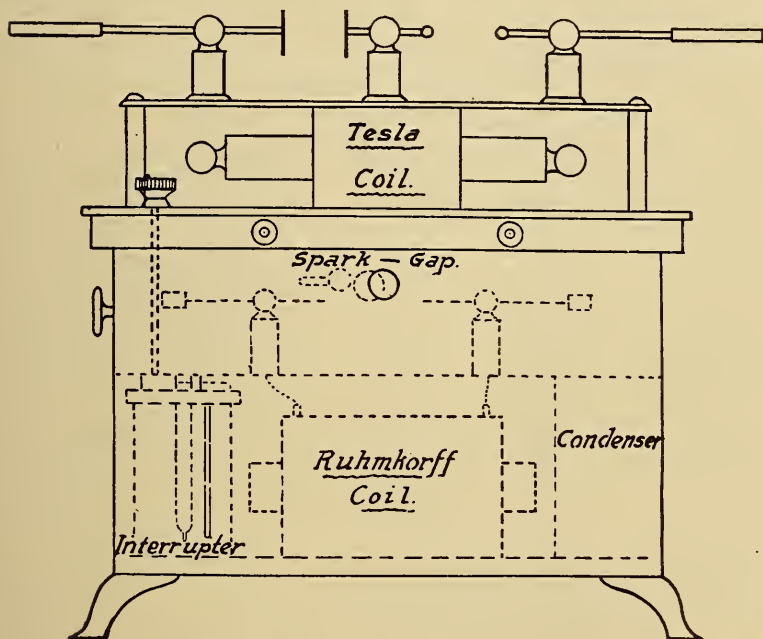 Tesla
Coil.
Spark — Gap.
Condenser
Ruhmkorff
Coil.
Interrupter